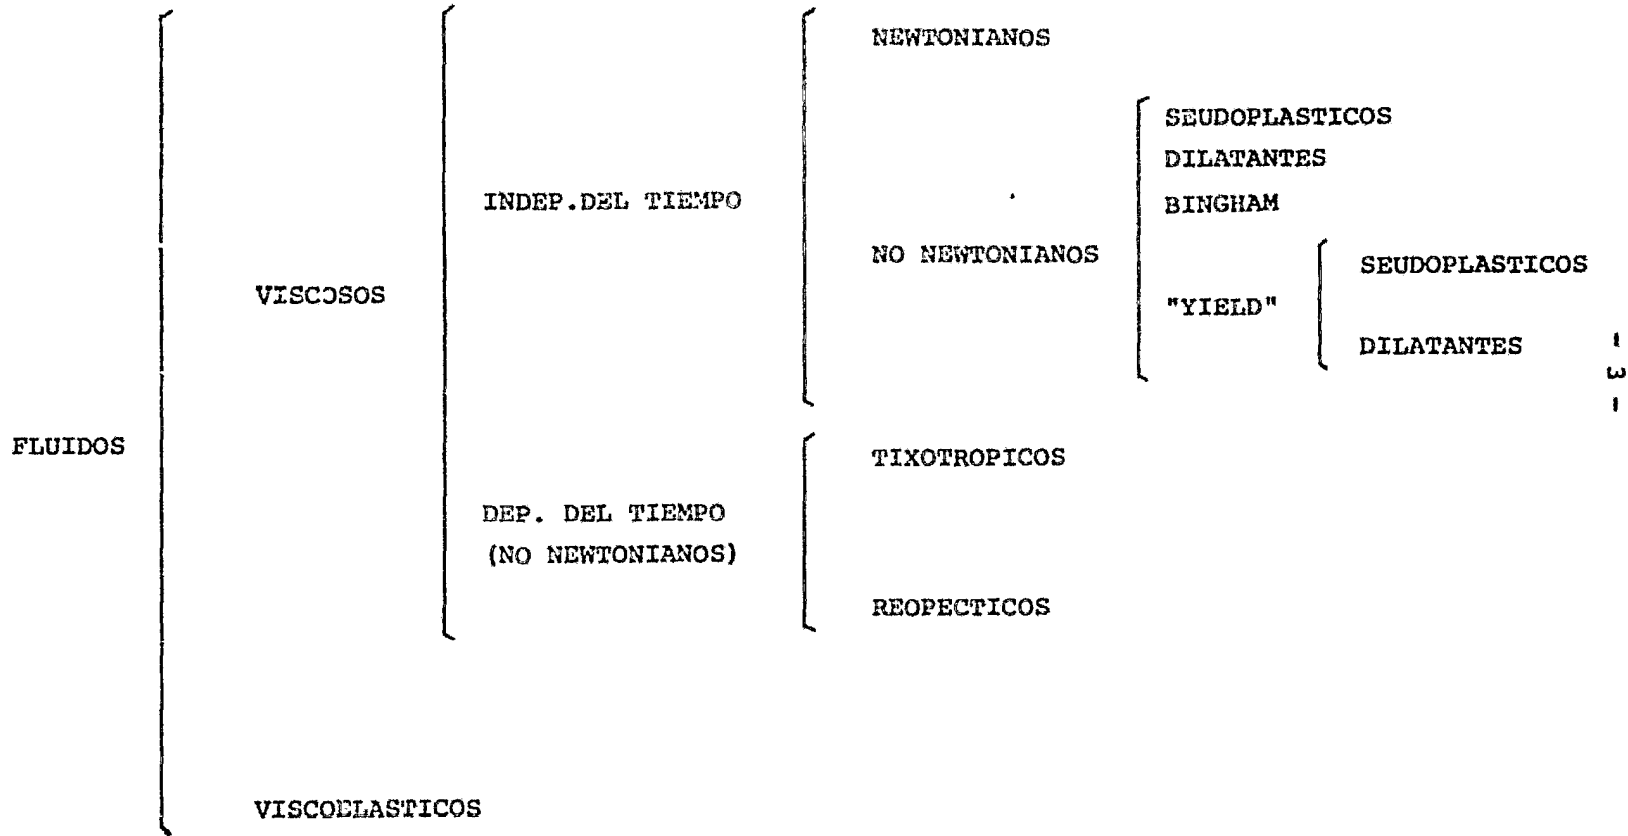 NEWTONIANOS
SEUDOPLASTICOS
DILATANTES
INDEP.DEL TIEMPO
BINGHAM
NO NEWTONIANOS
SEUDOPLASTICOS
VISCOSOS
"YIELD"
DILATANTES
- 3 -
FLUIDOS
TIXOTROPICOS
DEP. DEL TIEMPO
(NO NEWTONIANOS)
REOPECTICOS
VISCOELASTICOS